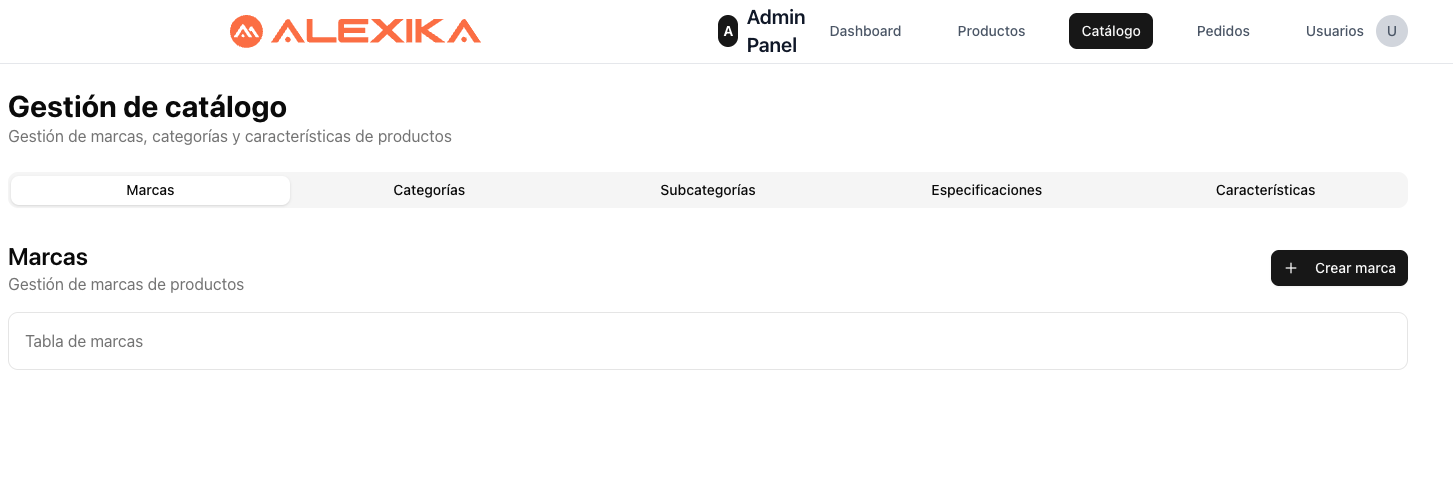 ALEXIKA
A
Admin
Panel
Dashboard
Productos
Catálogo
Pedidos
Usuarios
U
Gestión de catálogo
Gestión de marcas, categorías y características de productos
Marcas
Categorías
Subcategorías
Especificaciones
Características
Marcas
Gestión de marcas de productos
+ Crear marca
Tabla de marcas